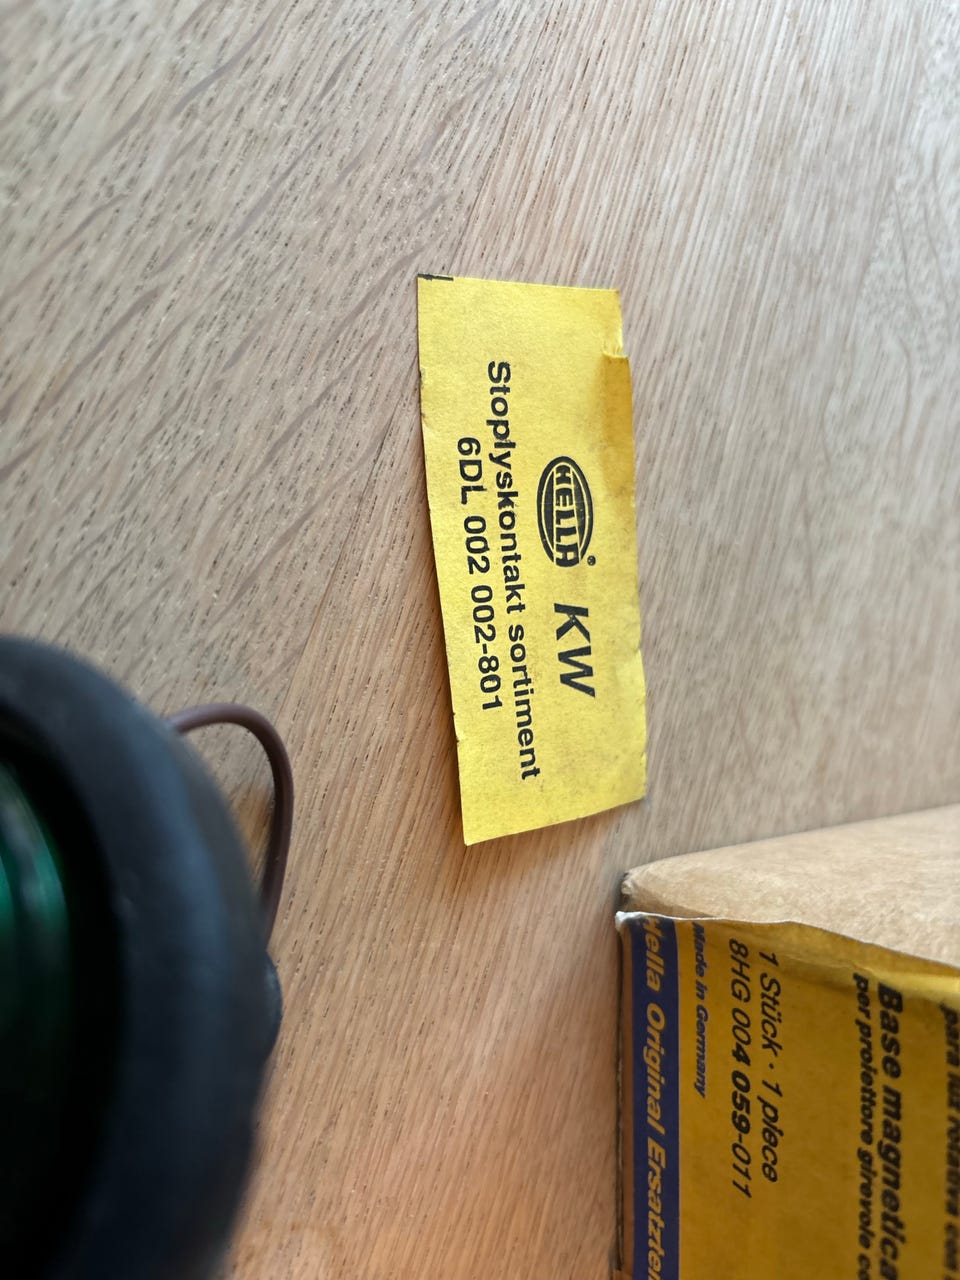 HELLA® KW
Stoplyskontakt sortiment
6DL 002 002-801
Base magnetica
per proiettore girevole
1 Stück · 1 piece
8HG 004 059-011
Made in Germany
Hella Original